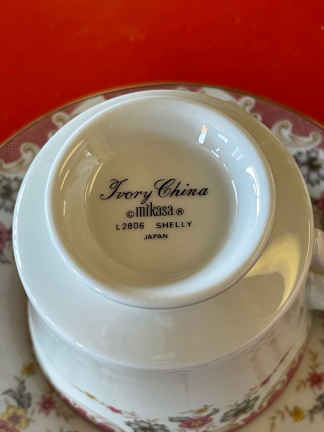 Ivory China
©mikasa®
L2806 SHELLY
JAPAN